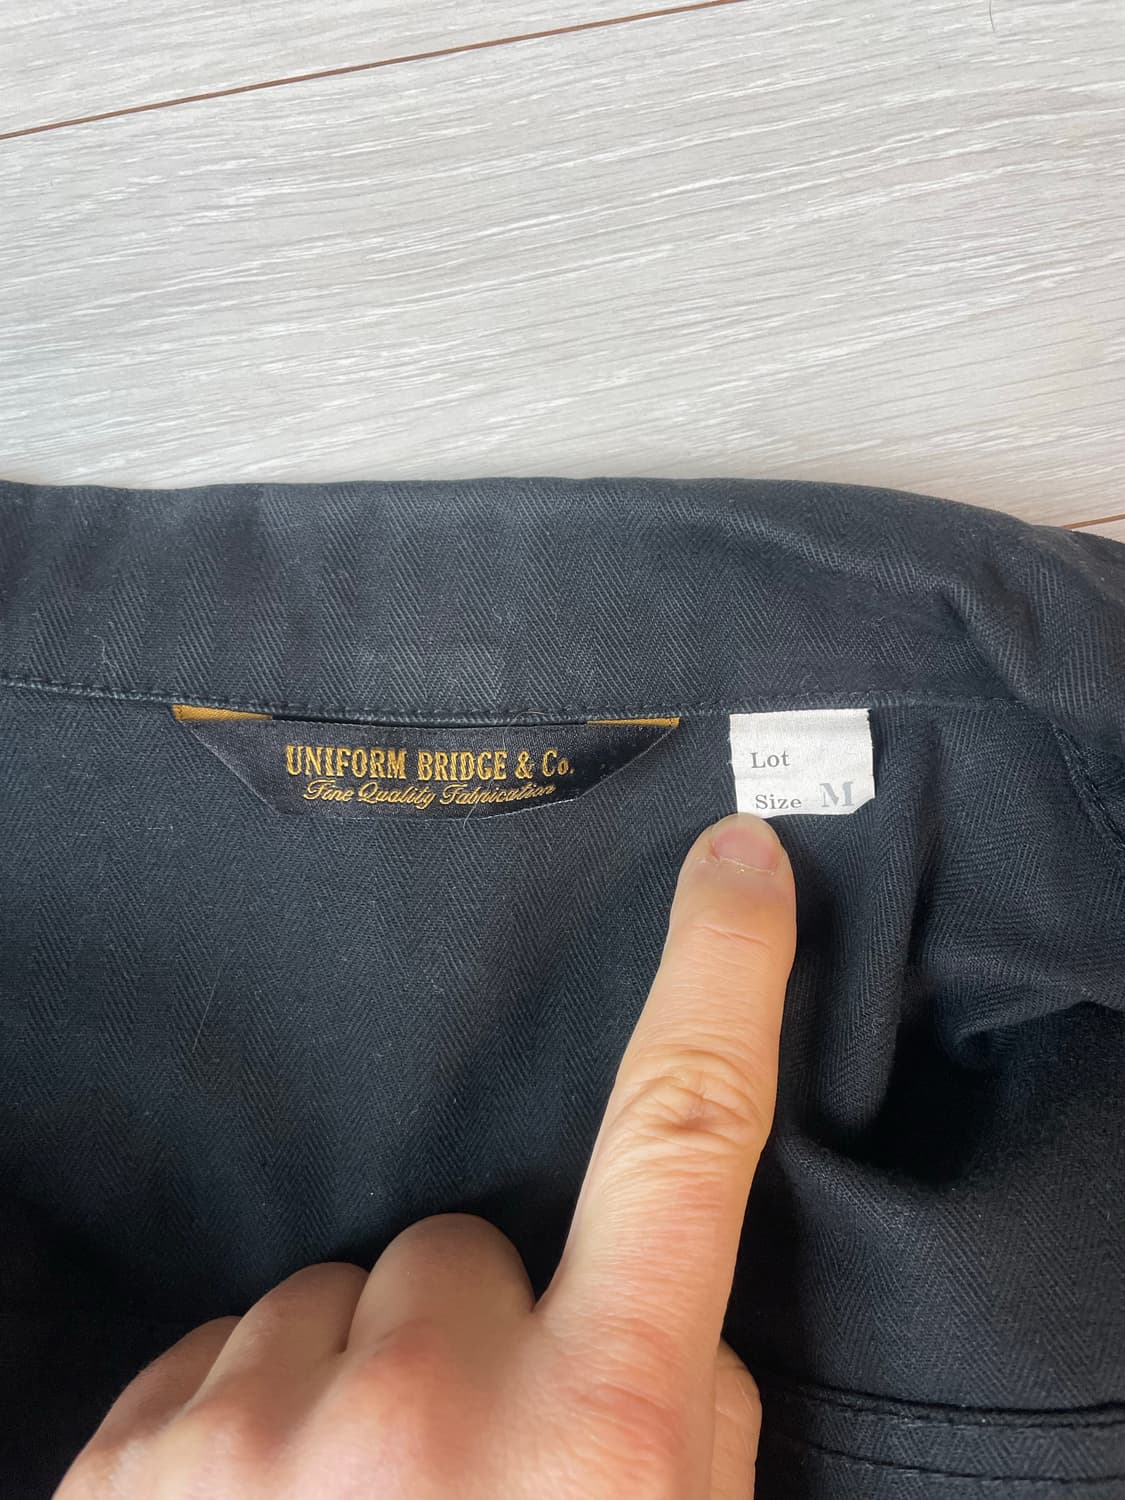 UNIFORM BRIDGE & Co.
Fine Quality Fabrication
Lot
Size M